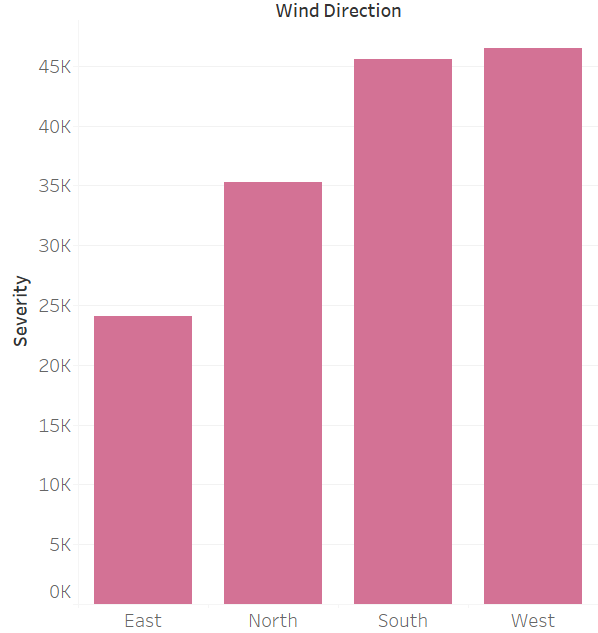 Wind Direction
Severity
45K
40K
35K
30K
25K
20K
15K
10K
5K
0K
East North South West